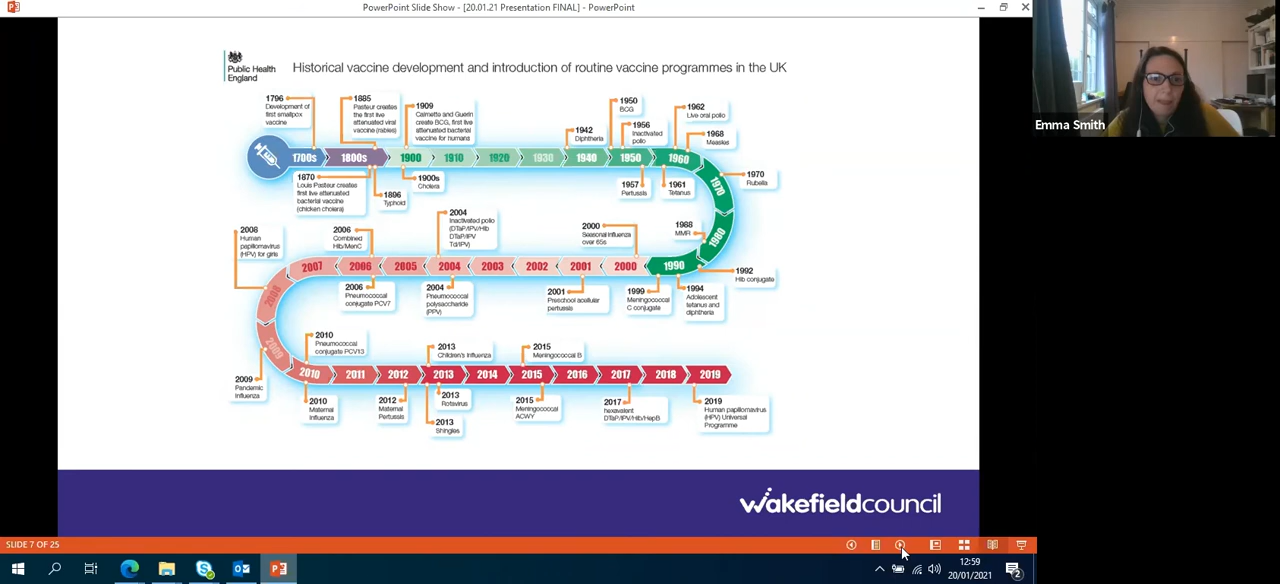 PowerPoint Slide Show - [20.01.21 Presentation FINAL] - PowerPoint
Emma Smith
Public Health
England
Historical vaccine development and introduction of routine vaccine programmes in the UK
1796
Development of
first smallpox
vaccine
1885
Pasteur creates
the first live
attenuated viral
vaccine (rabies)
1909
Calmette and Guerin
create BCG, first live
attenuated bacterial
vaccine for humans
1942
Diphtheria
1950
BCG
1956
Inactivated
polio
1962
Live oral polio
1968
Measles
1700s
1800s
1900
1910
1920
1930
1940
1950
1960
1970
1980
1870
Louis Pasteur creates
first live attenuated
bacterial vaccine
(chicken cholera)
1896
Typhoid
1900s
Cholera
1957
Pertussis
1961
Tetanus
1970
Rubella
1988
MMR
2008
Human
papillomavirus
(HPV) for girls
2006
Combined
Hib/MenC
2004
Inactivated polio
(DTaP/IPV/Hib
DTaP/IPV
Td/IPV)
2000
Seasonal influenza
over 65s
2007
2006
2005
2004
2003
2002
2001
2000
1990
1992
Hib conjugate
2006
Pneumococcal
conjugate PCV7
2004
Pneumococcal
polysaccharide
(PPV)
2001
Preschool acellular
pertussis
1999
Meningococcal
C conjugate
1994
Adolescent
tetanus and
diphtheria
2008
2009
2010
Pneumococcal
conjugate PCV13
2013
Children's Influenza
2015
Meningococcal B
2010
2011
2012
2013
2014
2015
2016
2017
2018
2019
2009
Pandemic
Influenza
2010
Maternal
Influenza
2012
Maternal
Pertussis
2013
Rotavirus
2013
Shingles
2015
Meningococcal
ACWY
2017
hexavalent
DTaP/IPV/Hib/HepB
2019
Human papillomavirus
(HPV) Universal
Programme
wakefieldcouncil
SLIDE 7 OF 25
12:59
20/01/2021
2